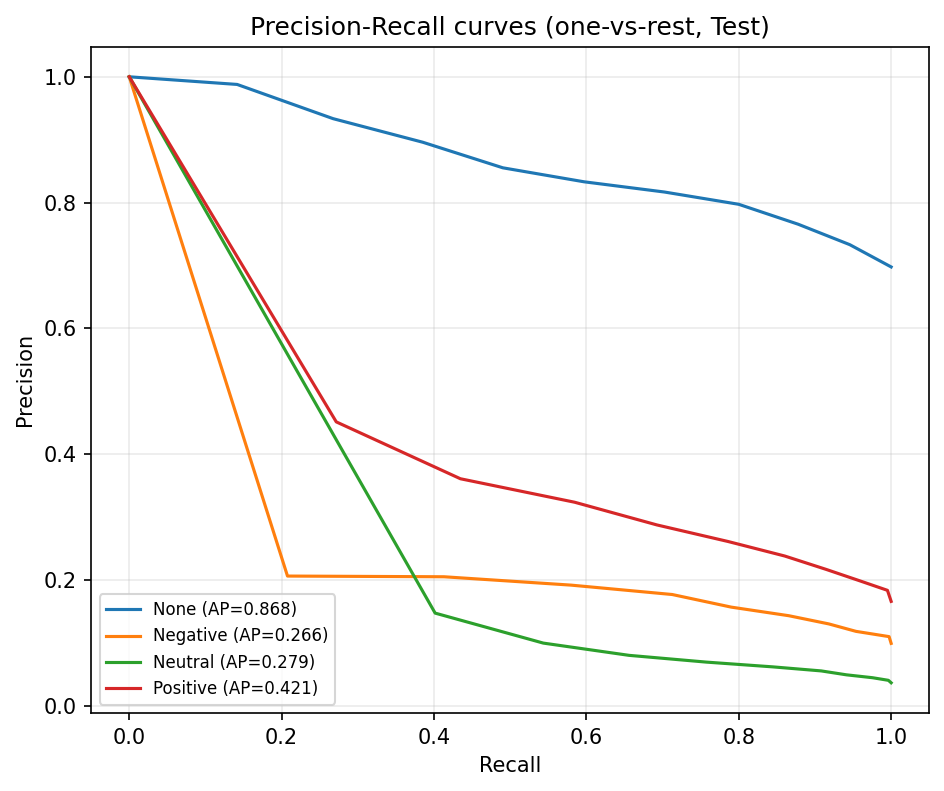 Precision-Recall curves (one-vs-rest, Test)
Precision
1.0
0.8
0.6
0.4
0.2
0.0
None (AP=0.868)
Negative (AP=0.266)
Neutral (AP=0.279)
Positive (AP=0.421)
0.0 0.2 0.4 0.6 0.8 1.0
Recall